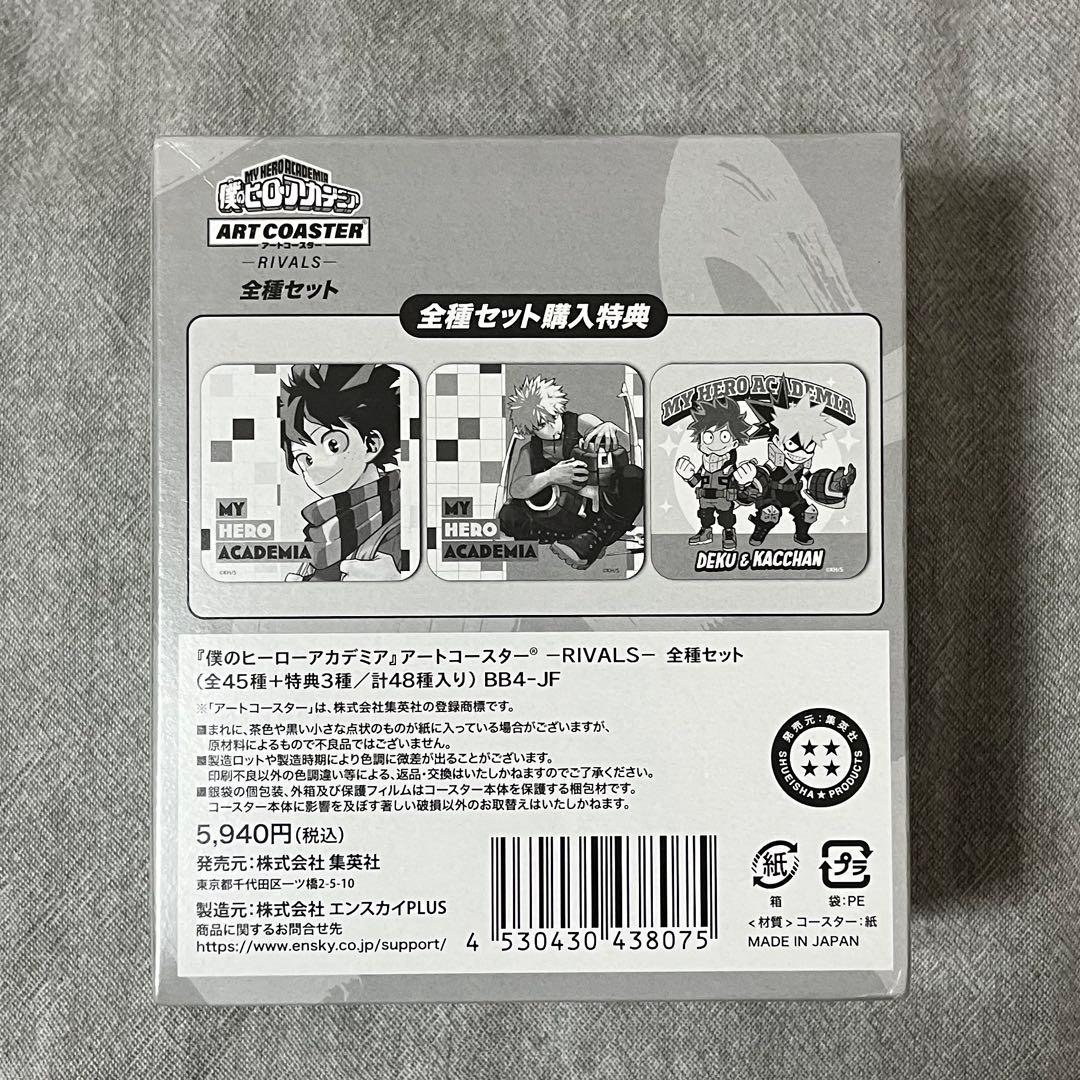 MY HERO ACADEMIA
僕のヒーローアカデミア
ART COASTER®
アートコースター
—RIVALS—
全種セット
全種セット購入特典
MY
HERO
ACADEMIA
©KH/S
MY
HERO
ACADEMIA
©KH/S
MY HERO ACADEMIA
DEKU & KACCHAN
©KH/S
『僕のヒーローアカデミア』アートコースター® −RIVALS− 全種セット
(全45種+特典3種／計48種入り) BB4-JF
※「アートコースター」は、株式会社集英社の登録商標です。
■まれに、茶色や黒い小さな点状のものが紙に入っている場合がございますが、
原材料によるもので不良品ではございません。
■製造ロットや製造時期により色調に微差が出ることがございます。
印刷不良以外の色調違い等による、返品・交換はいたしかねますのでご了承ください。
■銀袋の個包装、外箱及び保護フィルムはコースター本体を保護する梱包材です。
コースター本体に影響を及ぼす著しい破損以外のお取替えはいたしかねます。
5,940円(税込)
発売元：株式会社 集英社
東京都千代田区一ツ橋2-5-10
製造元：株式会社 エンスカイPLUS
商品に関するお問合せ先
https://www.ensky.co.jp/support/
4 530430 438075
発売元：集英社
SHUEISHA★PRODUCTS
紙
箱
プラ
袋：PE
<材質>コースター：紙
MADE IN JAPAN